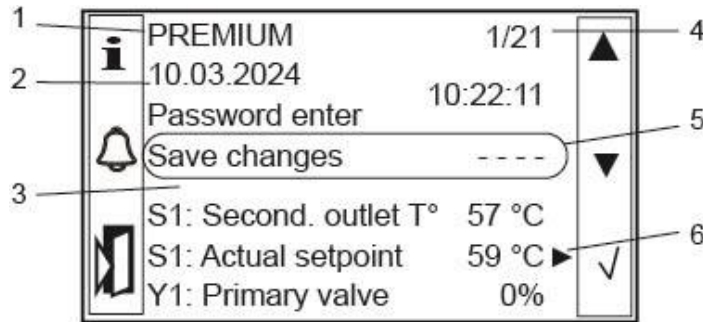 1 PREMIUM 1/21 4
2 10.03.2024
10:22:11
Password enter
5
Save changes - - - -
3
S1: Second. outlet T° 57 °C
6
S1: Actual setpoint 59 °C
Y1: Primary valve 0%